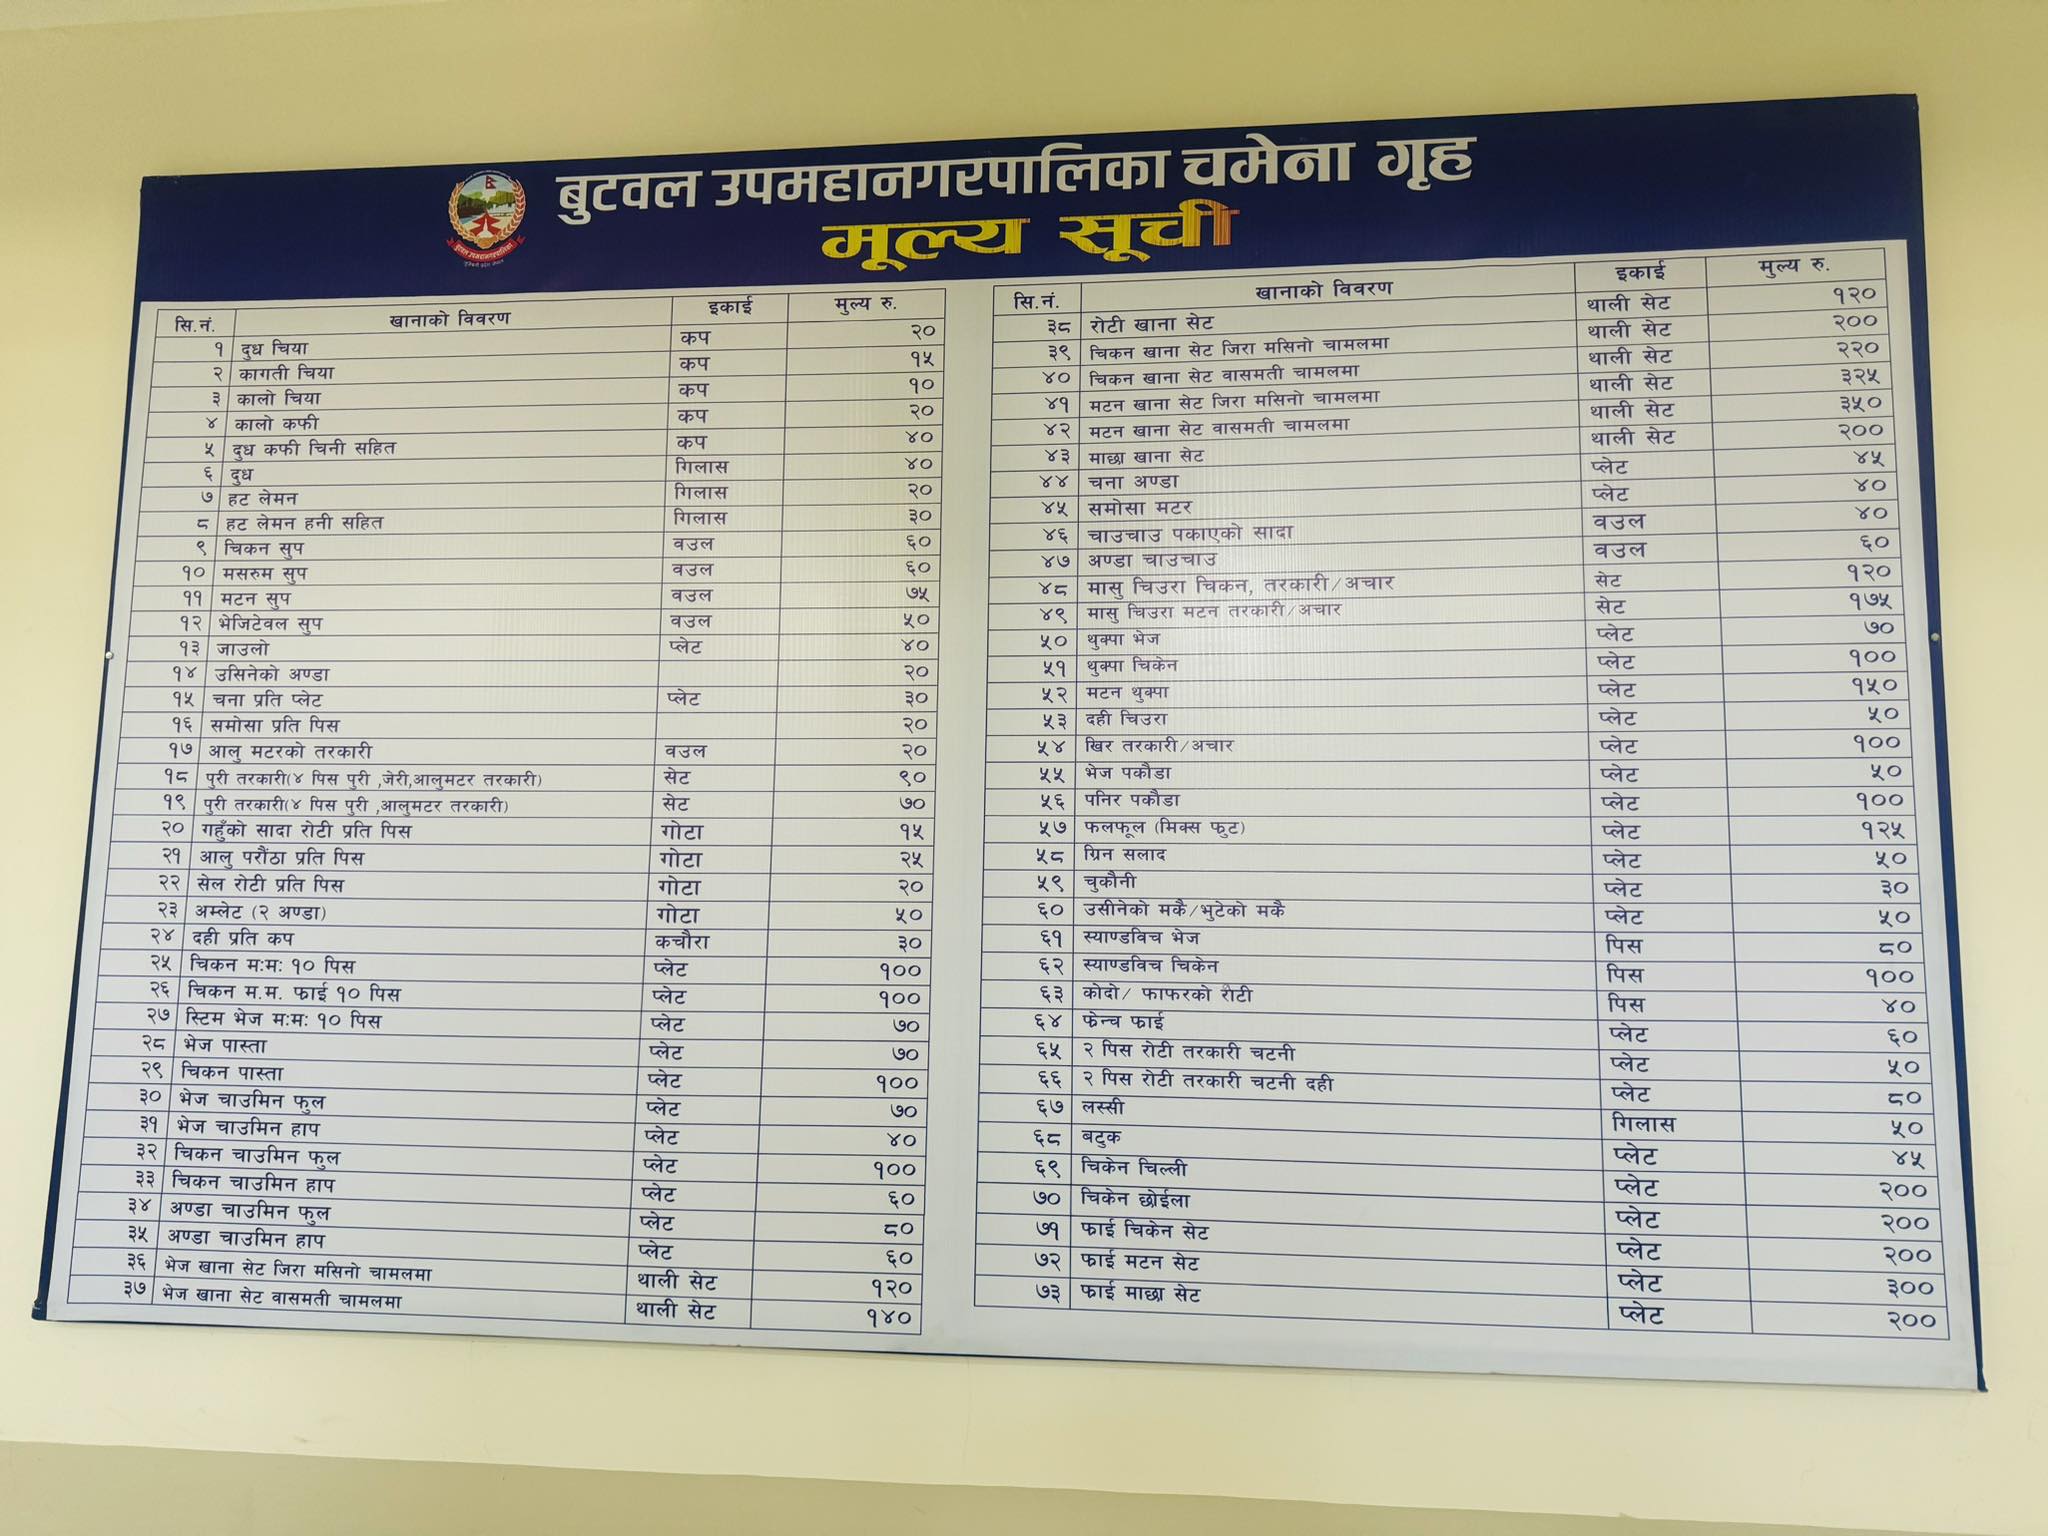 बुटवल उपमहानगरपालिका चमेना गृह
मूल्य सूची
बुटवल उपमहानगरपालिका
सि.नं. खानाको विवरण इकाई मुल्य रु.
१ दुध चिया कप २०
२ कागती चिया कप १५
३ कालो चिया कप १०
४ कालो कफी कप २०
५ दुध कफी चिनी सहित कप ४०
६ दुध गिलास ४०
७ हट लेमन गिलास २०
८ हट लेमन हनी सहित गिलास ३०
९ चिकन सुप वउल ६०
१० मसरुम सुप वउल ६०
११ मटन सुप वउल ७५
१२ भेजिटेवल सुप वउल ५०
१३ जाउलो प्लेट ४०
१४ उसिनेको अण्डा २०
१५ चना प्रति प्लेट प्लेट ३०
१६ समोसा प्रति पिस २०
१७ आलु मटरको तरकारी वउल २०
१८ पुरी तरकारी(४ पिस पुरी ,जेरी,आलुमटर तरकारी) सेट ९०
१९ पुरी तरकारी(४ पिस पुरी ,आलुमटर तरकारी) सेट ७०
२० गहुँको सादा रोटी प्रति पिस गोटा १५
२१ आलु परौंठा प्रति पिस गोटा २५
२२ सेल रोटी प्रति पिस गोटा २०
२३ अम्लेट (२ अण्डा) गोटा ५०
२४ दही प्रति कप कचौरा ३०
२५ चिकन म:म: १० पिस प्लेट १००
२६ चिकन म.म. फ्राई १० पिस प्लेट १००
२७ स्टिम भेज म:म: १० पिस प्लेट ७०
२८ भेज पास्ता प्लेट ७०
२९ चिकन पास्ता प्लेट १००
३० भेज चाउमिन फुल प्लेट ७०
३१ भेज चाउमिन हाप प्लेट ४०
३२ चिकन चाउमिन फुल प्लेट १००
३३ चिकन चाउमिन हाप प्लेट ६०
३४ अण्डा चाउमिन फुल प्लेट ८०
३५ अण्डा चाउमिन हाप प्लेट ६०
३६ भेज खाना सेट जिरा मसिनो चामलमा थाली सेट १२०
३७ भेज खाना सेट वासमती चामलमा थाली सेट १४०
सि.नं. खानाको विवरण इकाई मुल्य रु.
३८ रोटी खाना सेट थाली सेट १२०
३९ चिकन खाना सेट जिरा मसिनो चामलमा थाली सेट २००
४० चिकन खाना सेट वासमती चामलमा थाली सेट २२०
४१ मटन खाना सेट जिरा मसिनो चामलमा थाली सेट ३२५
४२ मटन खाना सेट वासमती चामलमा थाली सेट ३५०
४३ माछा खाना सेट थाली सेट २००
४४ चना अण्डा प्लेट ४५
४५ समोसा मटर प्लेट ४०
४६ चाउचाउ पकाएको सादा वउल ४०
४७ अण्डा चाउचाउ वउल ६०
४८ मासु चिउरा चिकन, तरकारी/अचार सेट १२०
४९ मासु चिउरा मटन तरकारी/अचार सेट १७५
५० थुक्पा भेज प्लेट ७०
५१ थुक्पा चिकेन प्लेट १००
५२ मटन थुक्पा प्लेट १५०
५३ दही चिउरा प्लेट ५०
५४ खिर तरकारी/अचार प्लेट १००
५५ भेज पकौडा प्लेट ५०
५६ पनिर पकौडा प्लेट १००
५७ फलफूल (मिक्स फ्रुट) प्लेट १२५
५८ ग्रिन सलाद प्लेट ५०
५९ चुकौनी प्लेट ३०
६० उसीनेको मकै/भुटेको मकै प्लेट ५०
६१ स्याण्डविच भेज पिस ८०
६२ स्याण्डविच चिकेन पिस १००
६३ कोदो/ फाफरको रोटी पिस ४०
६४ फ्रेन्च फ्राई प्लेट ६०
६५ २ पिस रोटी तरकारी चटनी प्लेट ५०
६६ २ पिस रोटी तरकारी चटनी दही प्लेट ८०
६७ लस्सी गिलास ५०
६८ बटुक प्लेट ४५
६९ चिकेन चिल्ली प्लेट २००
७० चिकेन छोईला प्लेट २००
७१ फ्राई चिकेन सेट प्लेट २००
७२ फ्राई मटन सेट प्लेट ३००
७३ फ्राई माछा सेट प्लेट २००